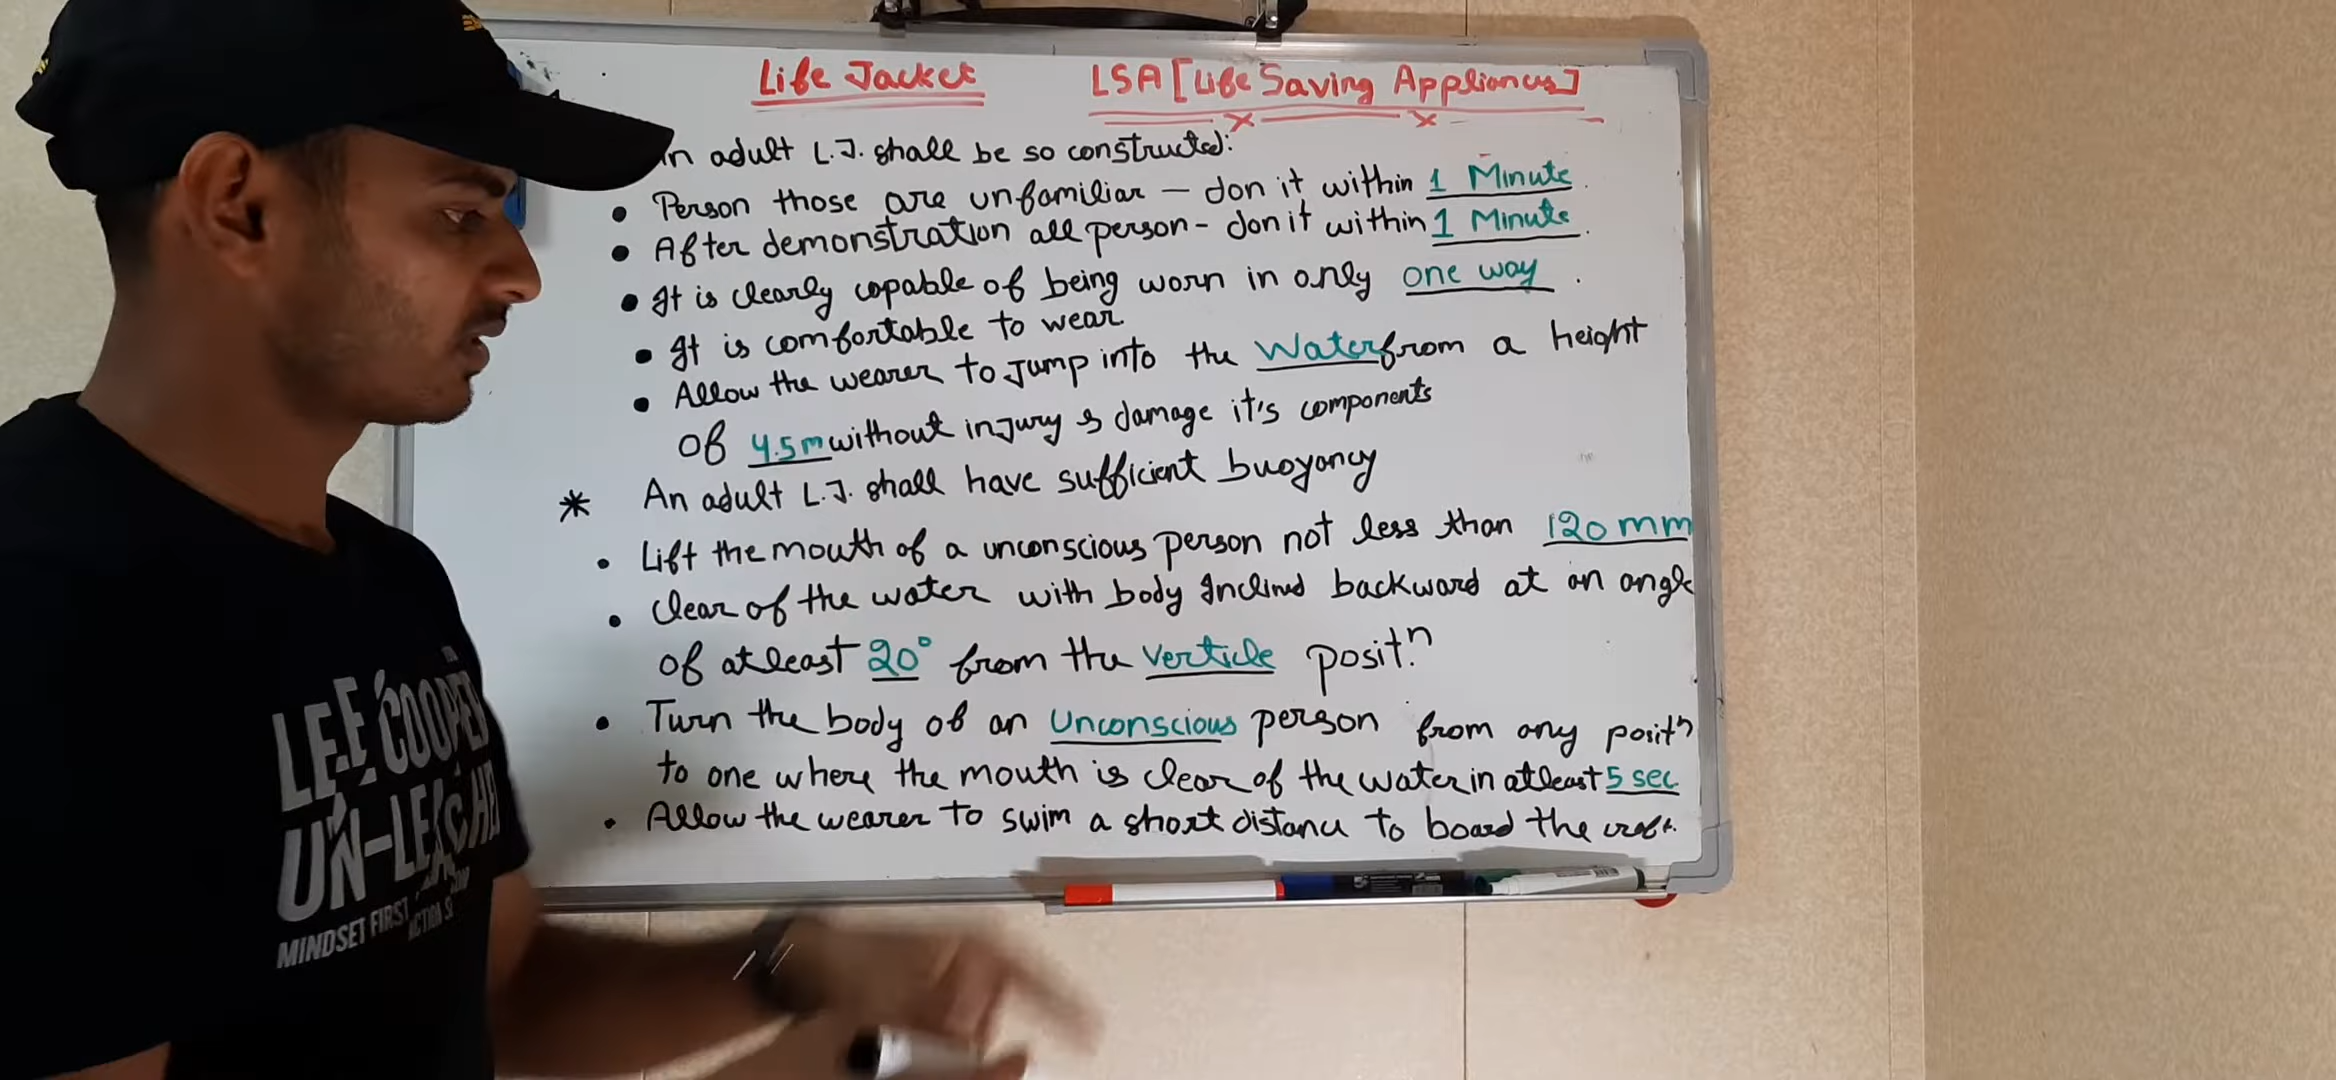 Life Jacket LSA [Life Saving Appliances]
An adult L.J. shall be so constructed:
• Person those are unfamiliar — don it within 1 Minute.
• After demonstration all person - don it within 1 Minute.
• It is clearly capable of being worn in only one way.
• It is comfortable to wear
• Allow the wearer to Jump into the Water from a height
of 4.5m without injury & damage it's components
* An adult L.J. shall have sufficient buoyancy
• Lift the mouth of a unconscious person not less than 120 mm
• Clear of the water with body Inclined backward at an angle
of atleast 20° from the verticle posit.n
• Turn the body of an Unconscious person from any positn
to one where the mouth is clear of the water in atleast 5 sec
• Allow the wearer to swim a short distance to board the craft.
LEE COOPER
UN-LEASHED
MINDSET FIRST